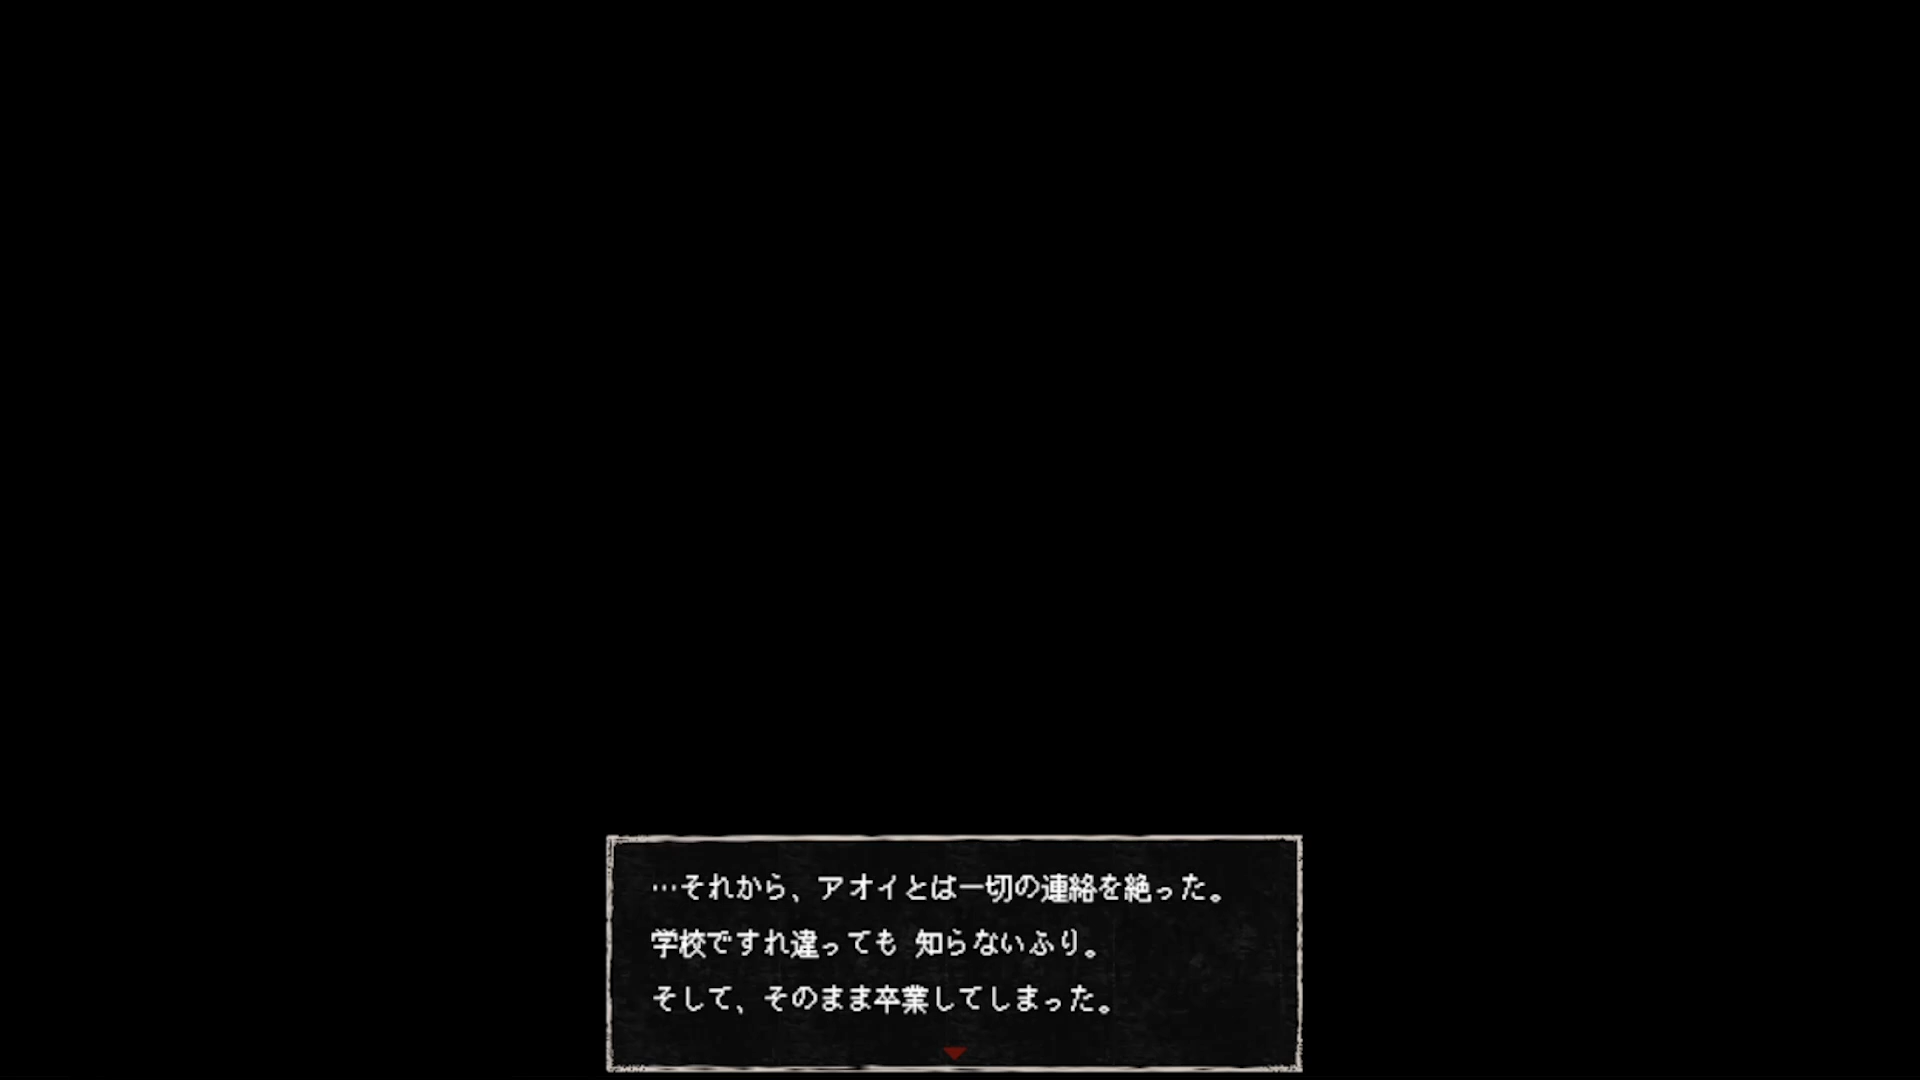 …それから、アオイとは一切の連絡を絶った。
学校ですれ違っても 知らないふり。
そして、そのまま卒業してしまった。